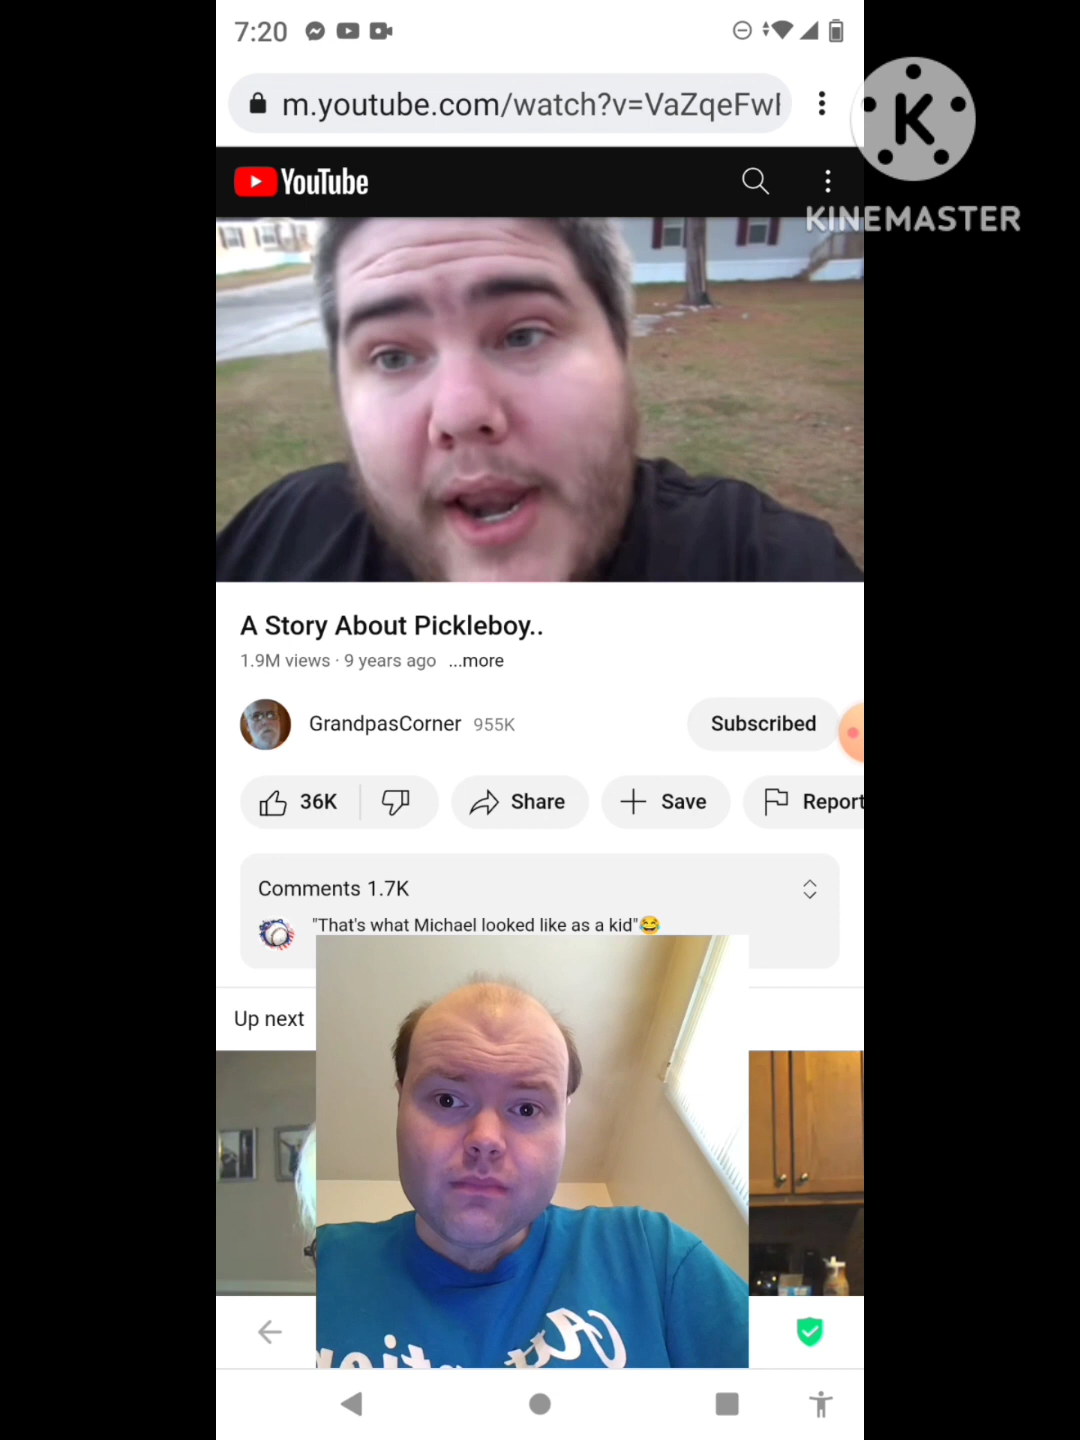 7:20
m.youtube.com/watch?v=VaZqeFwl
K
KINEMASTER
YouTube
A Story About Pickleboy..
1.9M views · 9 years ago ...more
GrandpasCorner 955K
Subscribed
36K
Share
Save
Report
Comments 1.7K
"That's what Michael looked like as a kid"😂
Up next